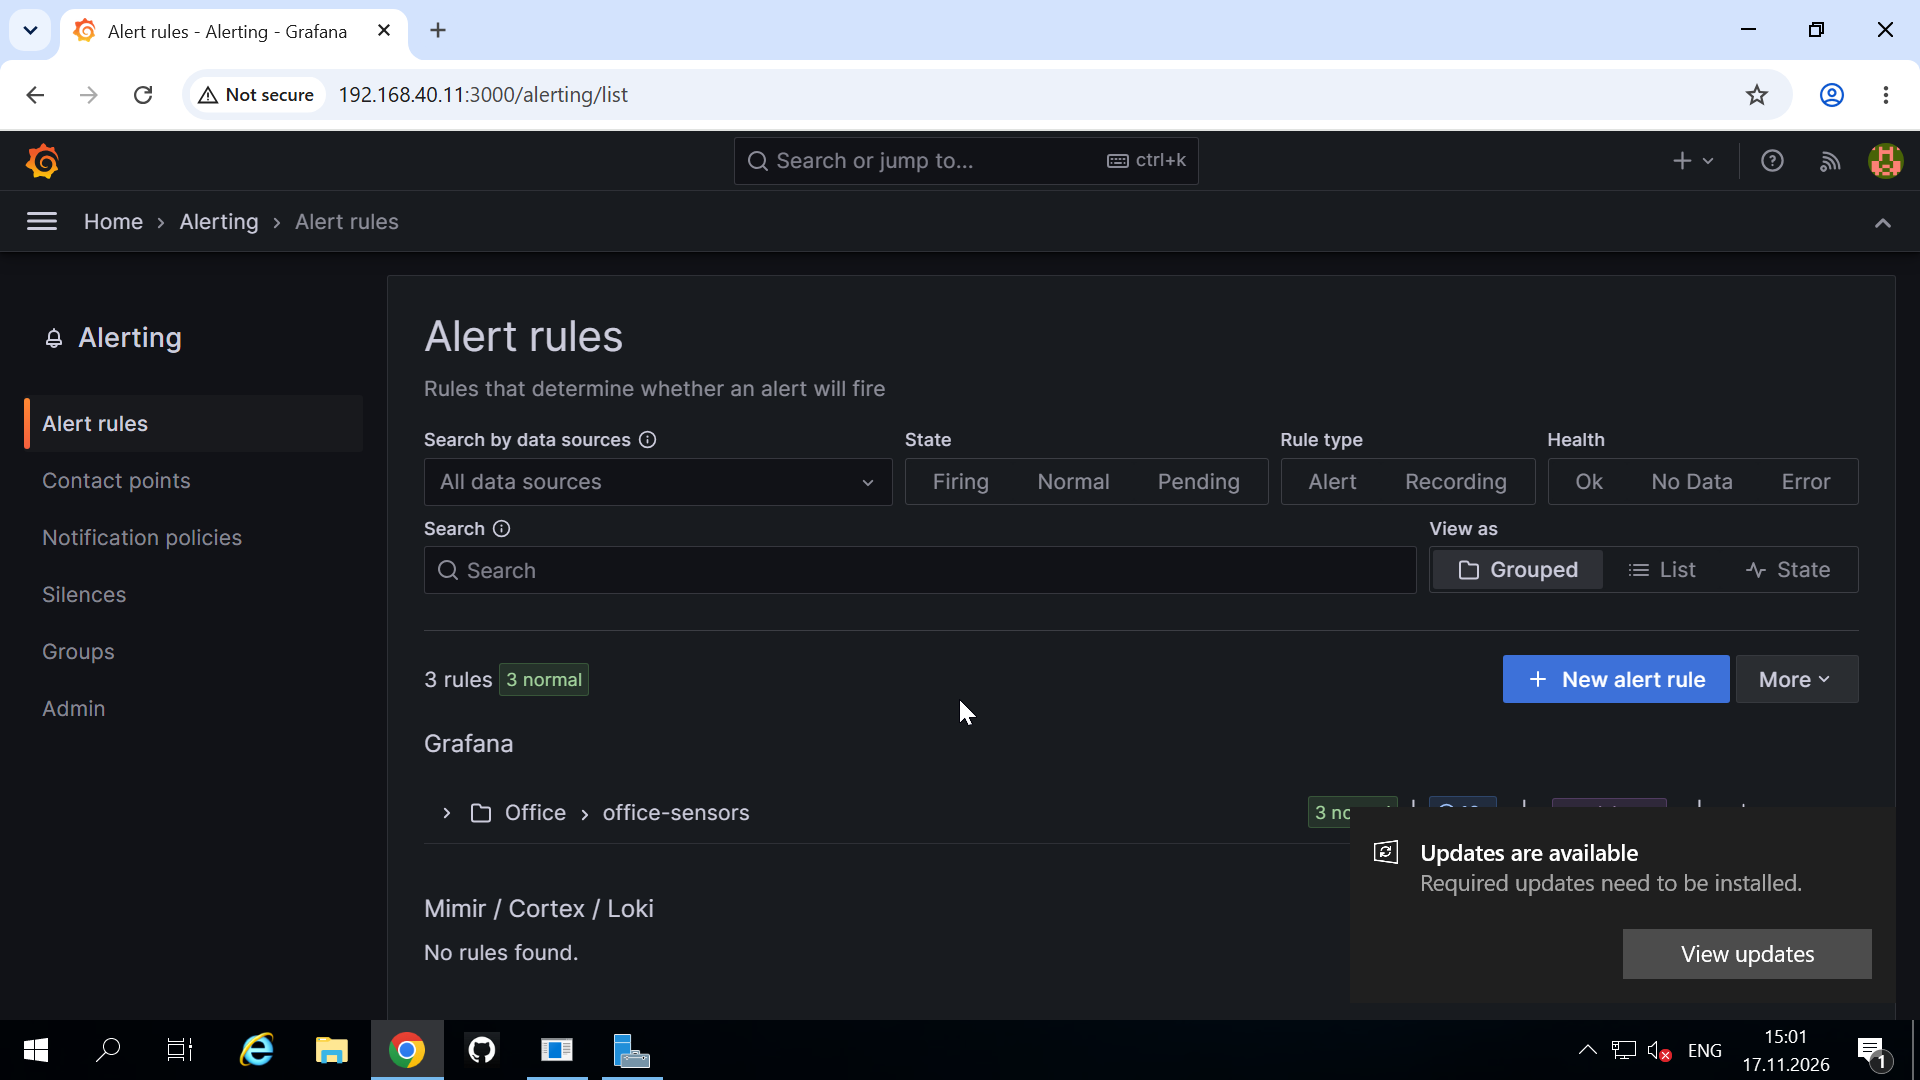 Alert rules - Alerting - Grafana
Not secure
192.168.40.11:3000/alerting/list
Search or jump to...
ctrl+k
Home › Alerting › Alert rules
Alerting
Alert rules
Contact points
Notification policies
Silences
Groups
Admin
Alert rules
Rules that determine whether an alert will fire
Search by data sources
State
Rule type
Health
All data sources
Firing
Normal
Pending
Alert
Recording
Ok
No Data
Error
Search
View as
Search
Grouped
List
State
3 rules
3 normal
New alert rule
More
Grafana
Office › office-sensors
Mimir / Cortex / Loki
No rules found.
Updates are available
Required updates need to be installed.
View updates
ENG
15:01
17.11.2026
1